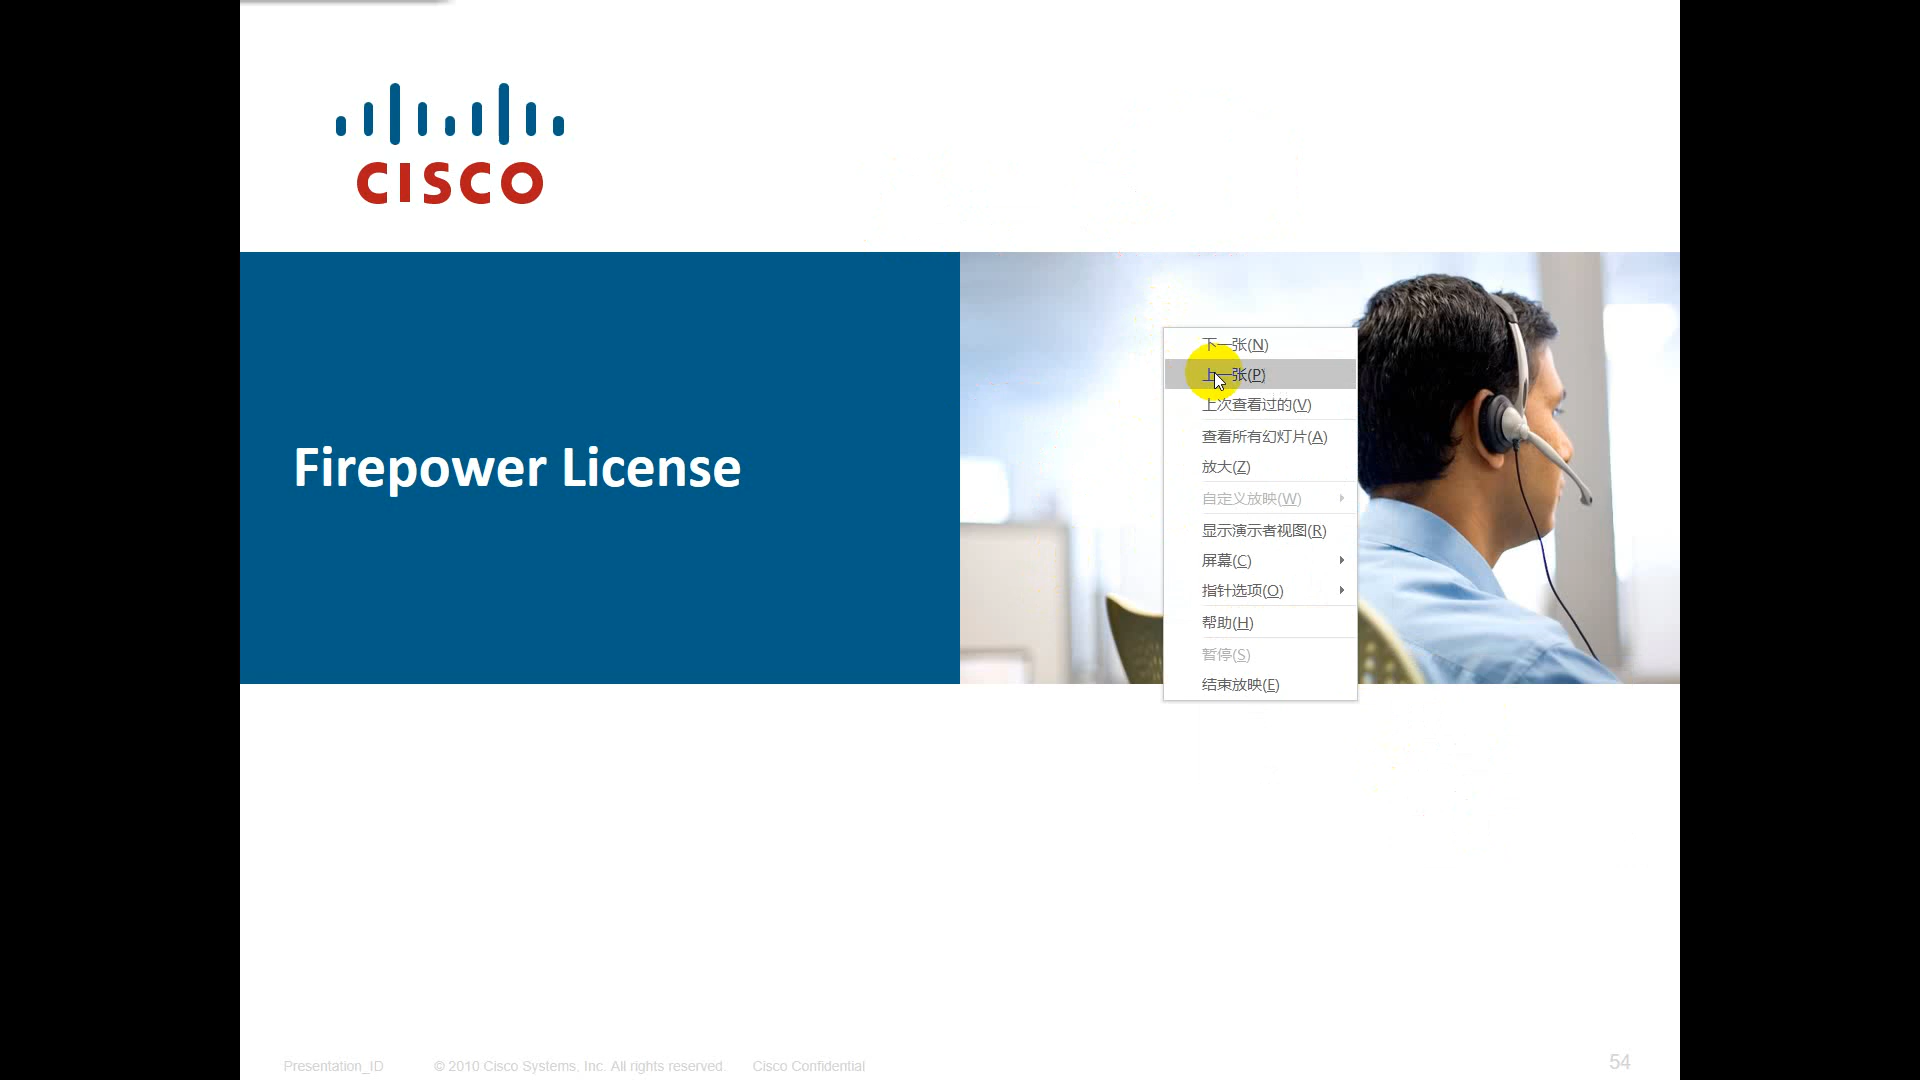 CISCO
Firepower License
下一张(N)
上一张(P)
上次查看过的(V)
查看所有幻灯片(A)
放大(Z)
自定义放映(W)
显示演示者视图(R)
屏幕(C)
指针选项(O)
帮助(H)
暂停(S)
结束放映(E)
Presentation_ID © 2010 Cisco Systems, Inc. All rights reserved. Cisco Confidential 54